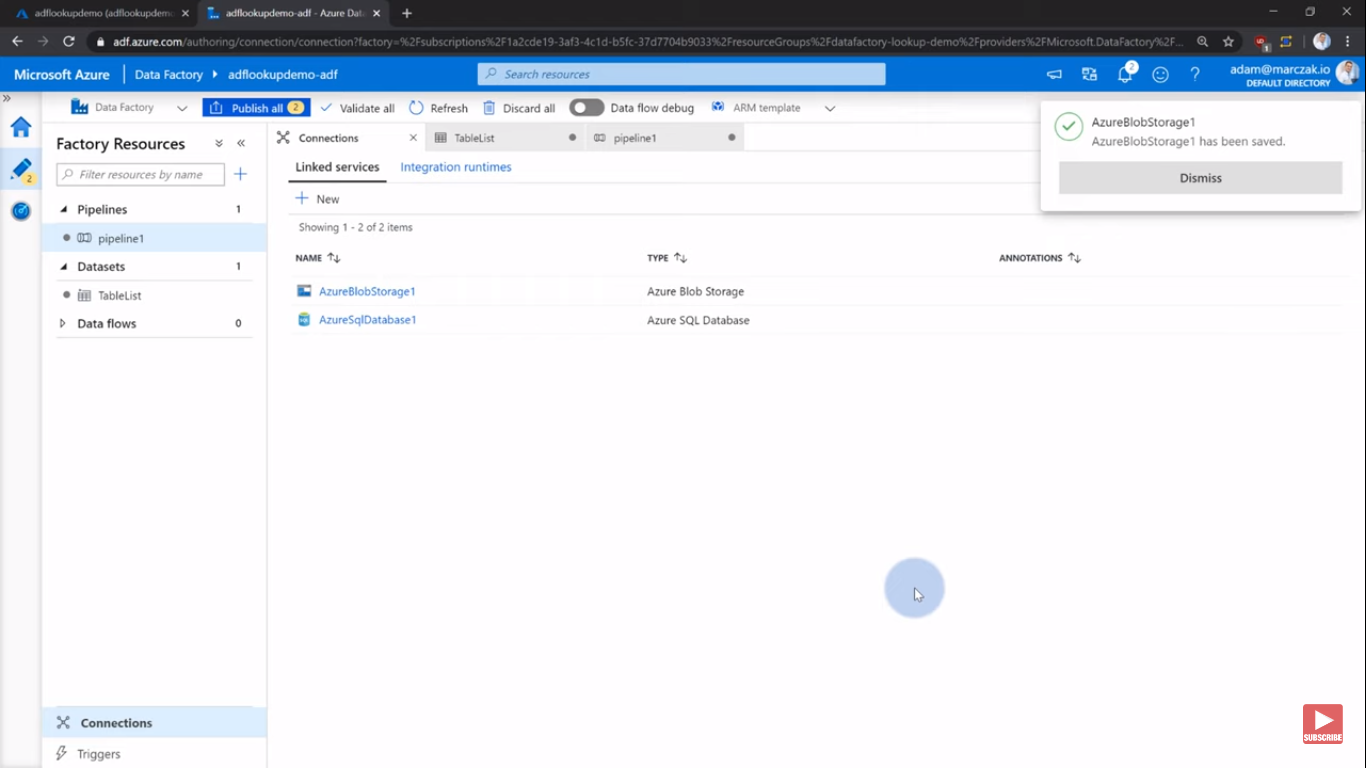 adflookupdemo (adflookupdemo
adflookupdemo-adf - Azure Data
adf.azure.com/authoring/connection/connection?factory=%2Fsubscriptions%2F1a2cde19-3af3-4c1d-b5fc-37d7704b9033%2FresourceGroups%2Fdatafactory-lookup-demo%2Fproviders%2FMicrosoft.DataFactory%2F...
Microsoft Azure
Data Factory
adflookupdemo-adf
Search resources
2
adam@marczak.io
DEFAULT DIRECTORY
Data Factory
Publish all 2
Validate all
Refresh
Discard all
Data flow debug
ARM template
2
Factory Resources
Filter resources by name
Pipelines 1
pipeline1
Datasets 1
TableList
Data flows 0
Connections
Triggers
Connections
TableList
pipeline1
Linked services
Integration runtimes
New
Showing 1 - 2 of 2 items
NAME TYPE ANNOTATIONS
AzureBlobStorage1 Azure Blob Storage
AzureSqlDatabase1 Azure SQL Database
AzureBlobStorage1
AzureBlobStorage1 has been saved.
Dismiss
SUBSCRIBE